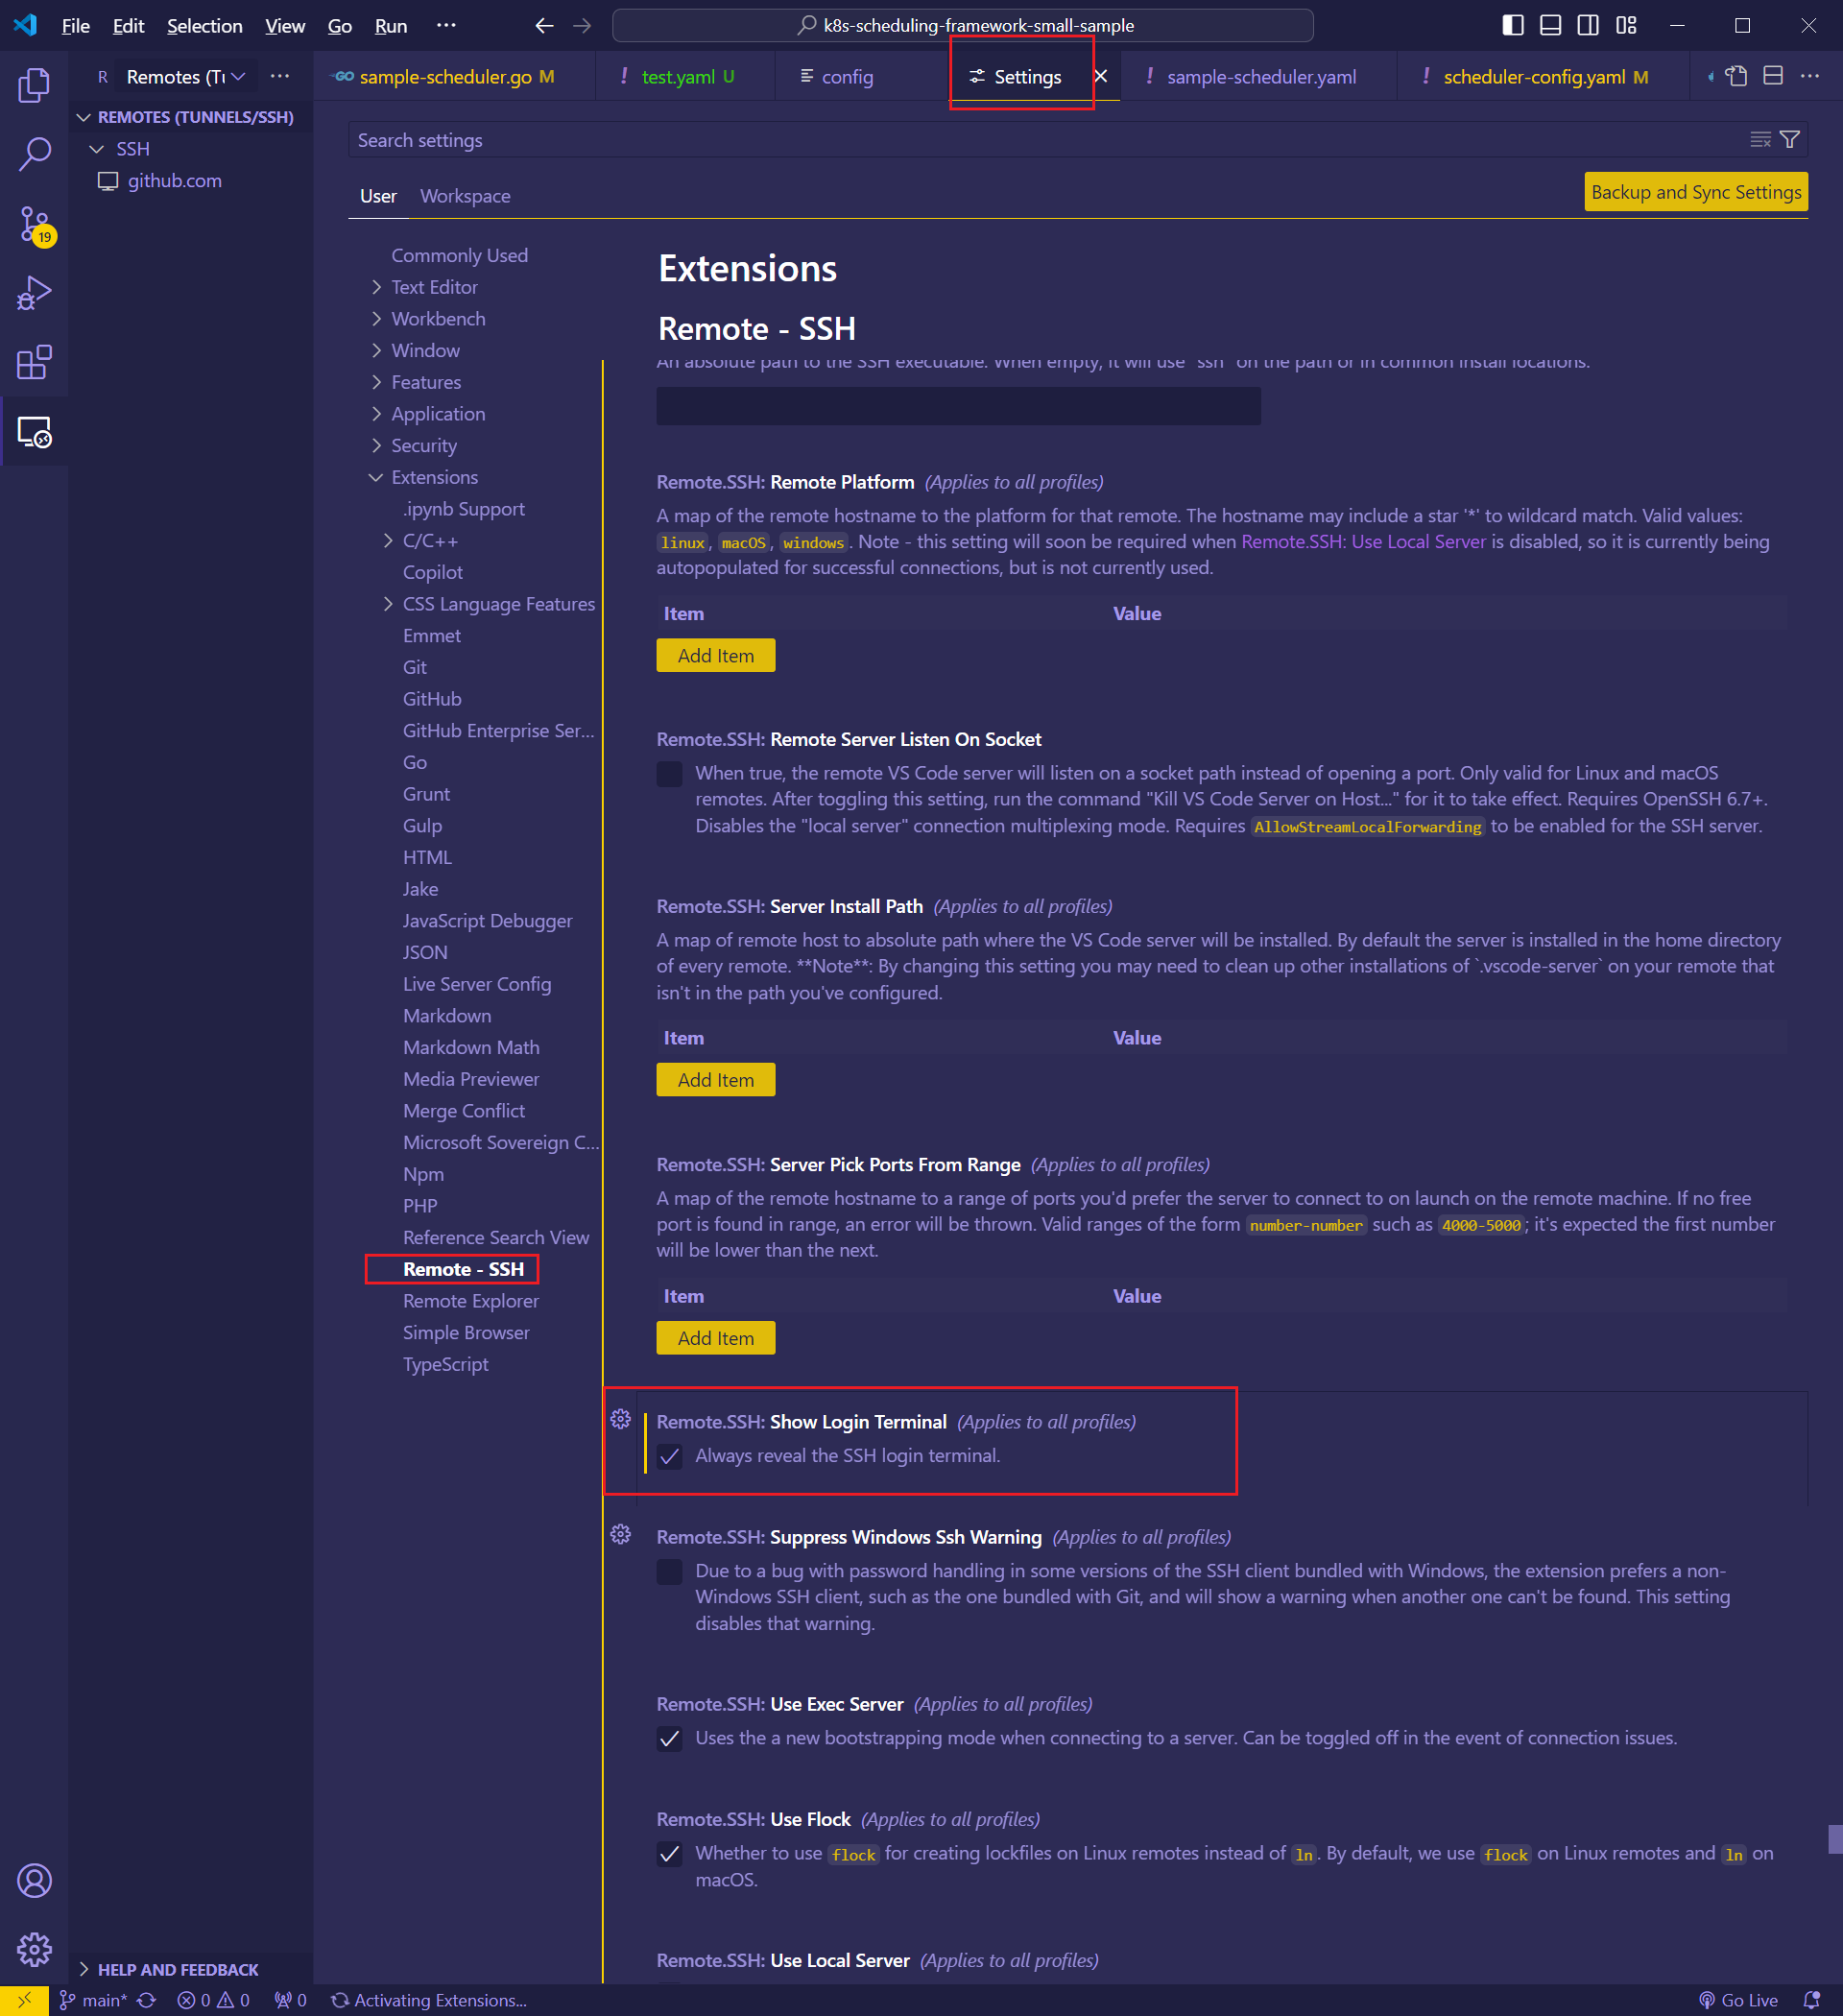 File Edit Selection View Go Run ···
k8s-scheduling-framework-small-sample
R Remotes (Tu ···
GO sample-scheduler.go M
! test.yaml U
config
Settings
! sample-scheduler.yaml
! scheduler-config.yaml M
REMOTES (TUNNELS/SSH)
SSH
github.com
19
Search settings
User Workspace
Backup and Sync Settings
Commonly Used
Text Editor
Workbench
Window
Features
Application
Security
Extensions
.ipynb Support
C/C++
Copilot
CSS Language Features
Emmet
Git
GitHub
GitHub Enterprise Ser...
Go
Grunt
Gulp
HTML
Jake
JavaScript Debugger
JSON
Live Server Config
Markdown
Markdown Math
Media Previewer
Merge Conflict
Microsoft Sovereign C...
Npm
PHP
Reference Search View
Remote - SSH
Remote Explorer
Simple Browser
TypeScript
Extensions
Remote - SSH
An absolute path to the SSH executable. When empty, it will use "ssh" on the path or in common install locations.
Remote.SSH: Remote Platform (Applies to all profiles)
A map of the remote hostname to the platform for that remote. The hostname may include a star '*' to wildcard match. Valid values:
linux, macOS, windows. Note - this setting will soon be required when Remote.SSH: Use Local Server is disabled, so it is currently being
autopopulated for successful connections, but is not currently used.
Item Value
Add Item
Remote.SSH: Remote Server Listen On Socket
When true, the remote VS Code server will listen on a socket path instead of opening a port. Only valid for Linux and macOS
remotes. After toggling this setting, run the command "Kill VS Code Server on Host..." for it to take effect. Requires OpenSSH 6.7+.
Disables the "local server" connection multiplexing mode. Requires AllowStreamLocalForwarding to be enabled for the SSH server.
Remote.SSH: Server Install Path (Applies to all profiles)
A map of remote host to absolute path where the VS Code server will be installed. By default the server is installed in the home directory
of every remote. **Note**: By changing this setting you may need to clean up other installations of `.vscode-server` on your remote that
isn't in the path you've configured.
Item Value
Add Item
Remote.SSH: Server Pick Ports From Range (Applies to all profiles)
A map of the remote hostname to a range of ports you'd prefer the server to connect to on launch on the remote machine. If no free
port is found in range, an error will be thrown. Valid ranges of the form number-number such as 4000-5000; it's expected the first number
will be lower than the next.
Item Value
Add Item
Remote.SSH: Show Login Terminal (Applies to all profiles)
Always reveal the SSH login terminal.
Remote.SSH: Suppress Windows Ssh Warning (Applies to all profiles)
Due to a bug with password handling in some versions of the SSH client bundled with Windows, the extension prefers a non-
Windows SSH client, such as the one bundled with Git, and will show a warning when another one can't be found. This setting
disables that warning.
Remote.SSH: Use Exec Server (Applies to all profiles)
Uses the a new bootstrapping mode when connecting to a server. Can be toggled off in the event of connection issues.
Remote.SSH: Use Flock (Applies to all profiles)
Whether to use flock for creating lockfiles on Linux remotes instead of ln. By default, we use flock on Linux remotes and ln on
macOS.
Remote.SSH: Use Local Server (Applies to all profiles)
HELP AND FEEDBACK
main* 0 0 0 Activating Extensions... Go Live